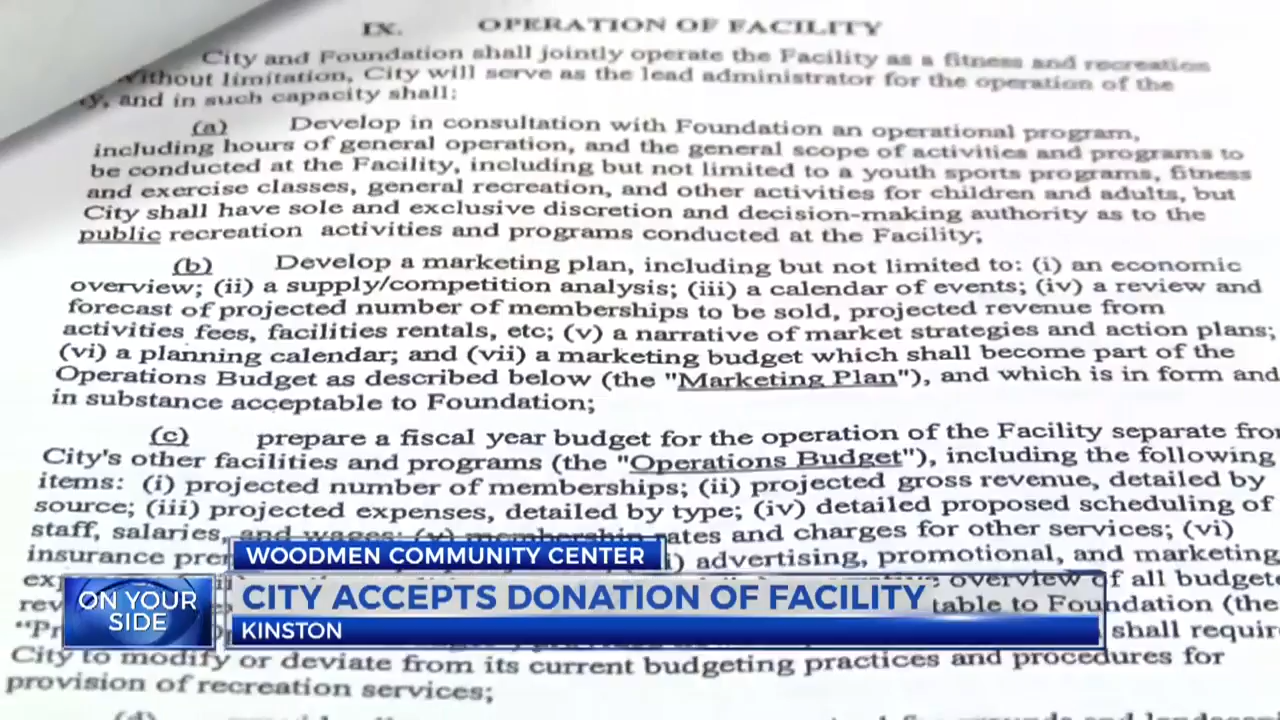 IX. OPERATION OF FACILITY
City and Foundation shall jointly operate the Facility as a fitness and recreation
without limitation, City will serve as the lead administrator for the operation of the
y, and in such capacity shall:
(a) Develop in consultation with Foundation an operational program,
including hours of general operation, and the general scope of activities and programs to
be conducted at the Facility, including but not limited to a youth sports programs, fitness
and exercise classes, general recreation, and other activities for children and adults, but
City shall have sole and exclusive discretion and decision-making authority as to the
public recreation activities and programs conducted at the Facility;
(b) Develop a marketing plan, including but not limited to: (i) an economic
overview; (ii) a supply/competition analysis; (iii) a calendar of events; (iv) a review and
forecast of projected number of memberships to be sold, projected revenue from
activities fees, facilities rentals, etc; (v) a narrative of market strategies and action plans;
(vi) a planning calendar; and (vii) a marketing budget which shall become part of the
Operations Budget as described below (the "Marketing Plan"), and which is in form and
in substance acceptable to Foundation;
(c) prepare a fiscal year budget for the operation of the Facility separate from
City's other facilities and programs (the "Operations Budget"), including the following
items: (i) projected number of memberships; (ii) projected gross revenue, detailed by
source; (iii) projected expenses, detailed by type; (iv) detailed proposed scheduling of
staff, salaries, and wages; (v) membership rates and charges for other services; (vi)
insurance pre i) advertising, promotional, and marketing
WOODMEN COMMUNITY CENTER
ex overview of all budgete
CITY ACCEPTS DONATION OF FACILITY
rev table to Foundation (the
ON YOUR SIDE
KINSTON
"Pr shall require
City to modify or deviate from its current budgeting practices and procedures for
provision of recreation services;
(d)